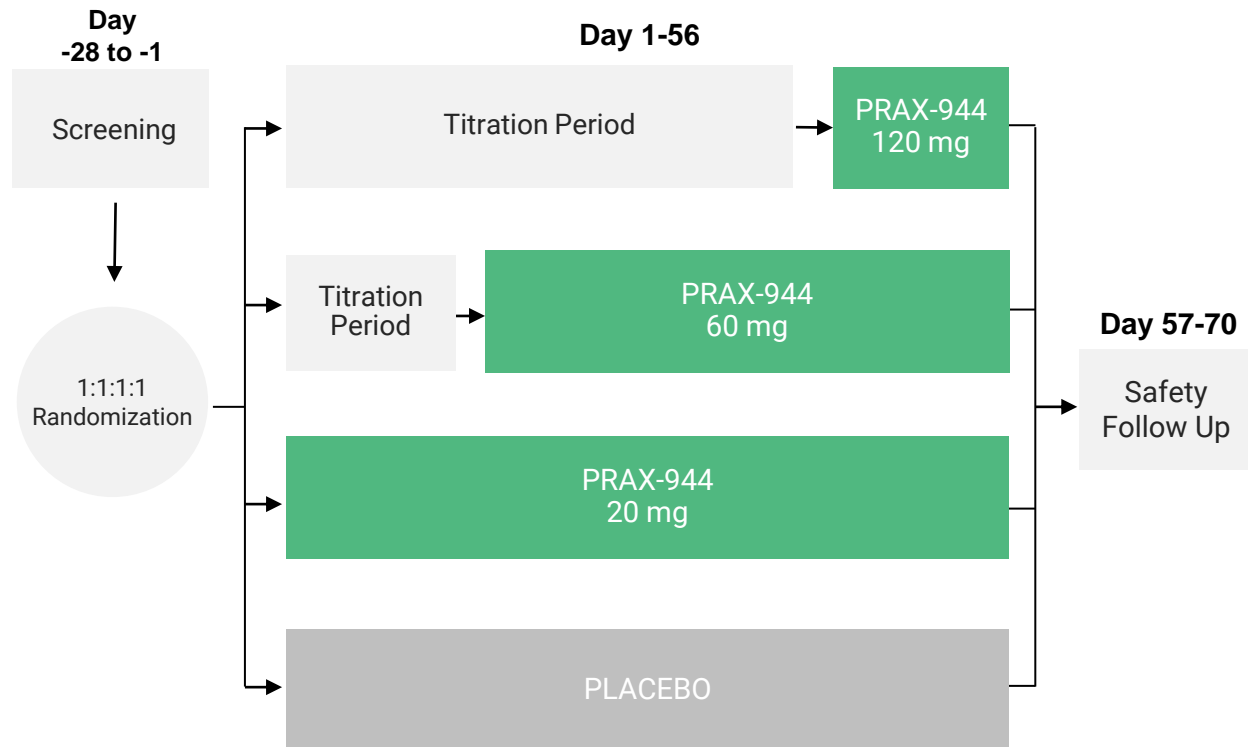 Day
-28 to -1
Screening
1:1:1:1
Randomization
Day 1-56
Titration Period
PRAX-944
120 mg
Titration
Period
PRAX-944
60 mg
PRAX-944
20 mg
PLACEBO
Day 57-70
Safety
Follow Up